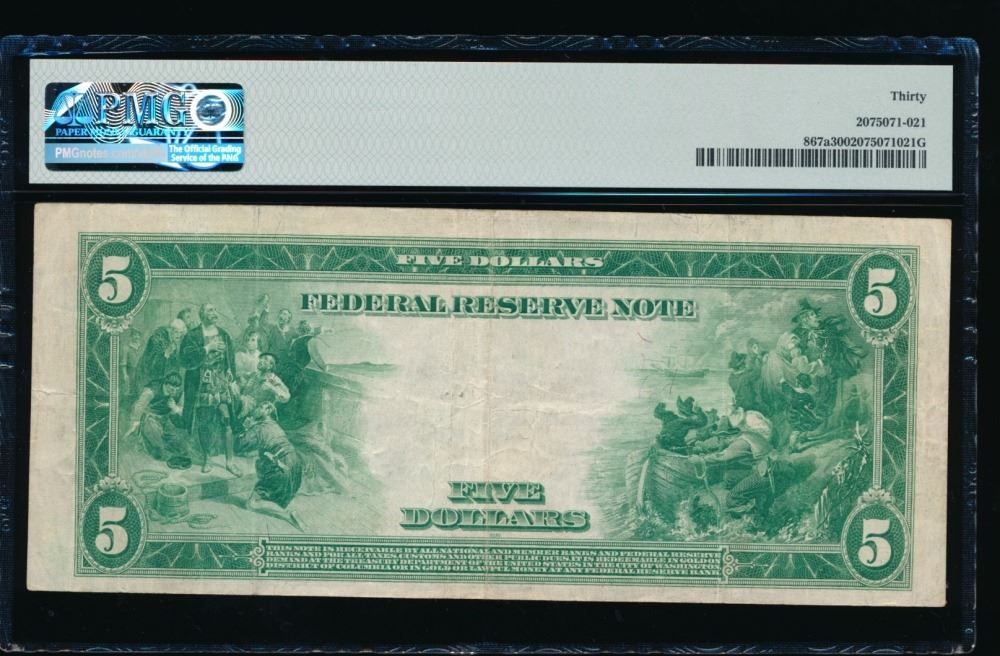 PMG
PAPER MONEY GUARANTY
PMGnotes.com
The Official Grading
Service of the PNG
Thirty
2075071-021
867a3002075071021G
5 FIVE DOLLARS 5
FEDERAL RESERVE NOTE
FIVE
DOLLARS
5 5
THIS NOTE IS RECEIVABLE BY ALL NATIONAL AND MEMBER BANKS AND FEDERAL RESERVE
BANKS AND FOR ALL TAXES, CUSTOMS AND OTHER PUBLIC DUES. IT IS REDEEMABLE IN GOLD ON
DEMAND AT THE TREASURY DEPARTMENT OF THE UNITED STATES IN THE CITY OF WASHINGTON,
DISTRICT OF COLUMBIA OR IN GOLD OR LAWFUL MONEY AT ANY FEDERAL RESERVE BANK.